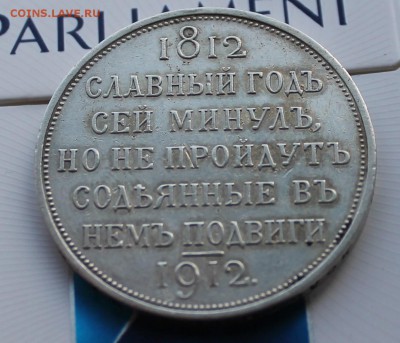 COINS.LAVE.RU
PARLIAMENT
1812
СЛАВНЫЙ ГОДЪ
СЕЙ МИНУЛЪ,
НО НЕ ПРОЙДУТЪ
СОДѢЯННЫЕ ВЪ
НЕМЪ ПОДВИГИ
1912.